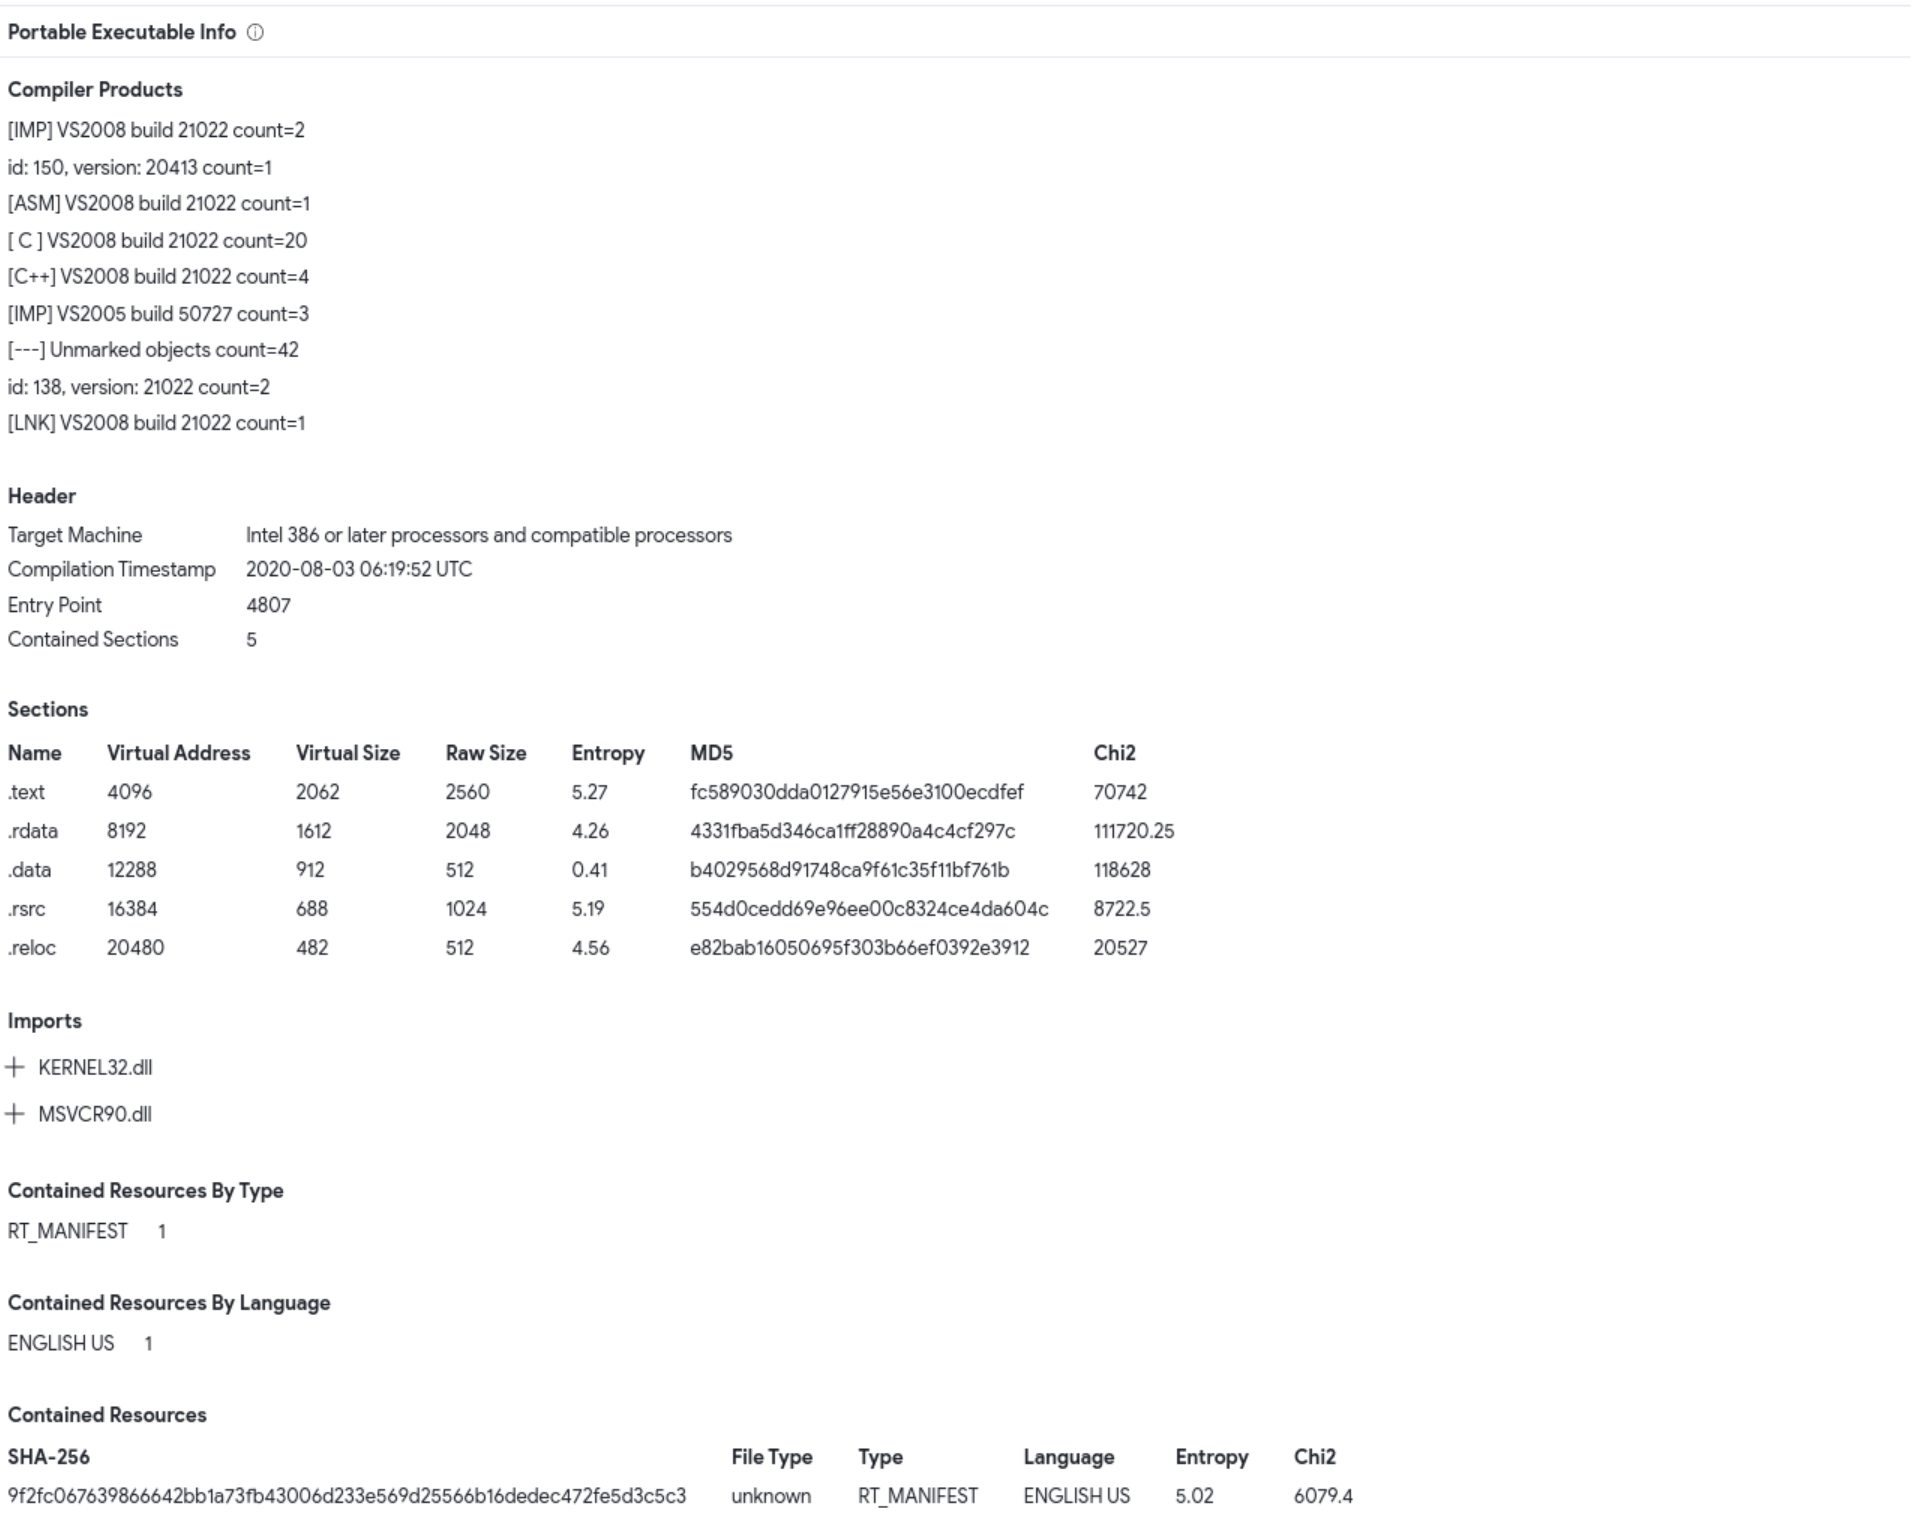 Portable Executable Info
Compiler Products
[IMP] VS2008 build 21022 count=2
id: 150, version: 20413 count=1
[ASM] VS2008 build 21022 count=1
[ C ] VS2008 build 21022 count=20
[C++] VS2008 build 21022 count=4
[IMP] VS2005 build 50727 count=3
[---] Unmarked objects count=42
id: 138, version: 21022 count=2
[LNK] VS2008 build 21022 count=1
Header
Target Machine Intel 386 or later processors and compatible processors
Compilation Timestamp 2020-08-03 06:19:52 UTC
Entry Point 4807
Contained Sections 5
Sections
Name Virtual Address Virtual Size Raw Size Entropy MD5 Chi2
.text 4096 2062 2560 5.27 fc589030dda0127915e56e3100ecdfef 70742
.rdata 8192 1612 2048 4.26 4331fba5d346ca1ff28890a4c4cf297c 111720.25
.data 12288 912 512 0.41 b4029568d91748ca9f61c35f11bf761b 118628
.rsrc 16384 688 1024 5.19 554d0cedd69e96ee00c8324ce4da604c 8722.5
.reloc 20480 482 512 4.56 e82bab16050695f303b66ef0392e3912 20527
Imports
KERNEL32.dll
MSVCR90.dll
Contained Resources By Type
RT_MANIFEST 1
Contained Resources By Language
ENGLISH US 1
Contained Resources
SHA-256 File Type Type Language Entropy Chi2
9f2fc067639866642bb1a73fb43006d233e569d25566b16dedec472fe5d3c5c3 unknown RT_MANIFEST ENGLISH US 5.02 6079.4